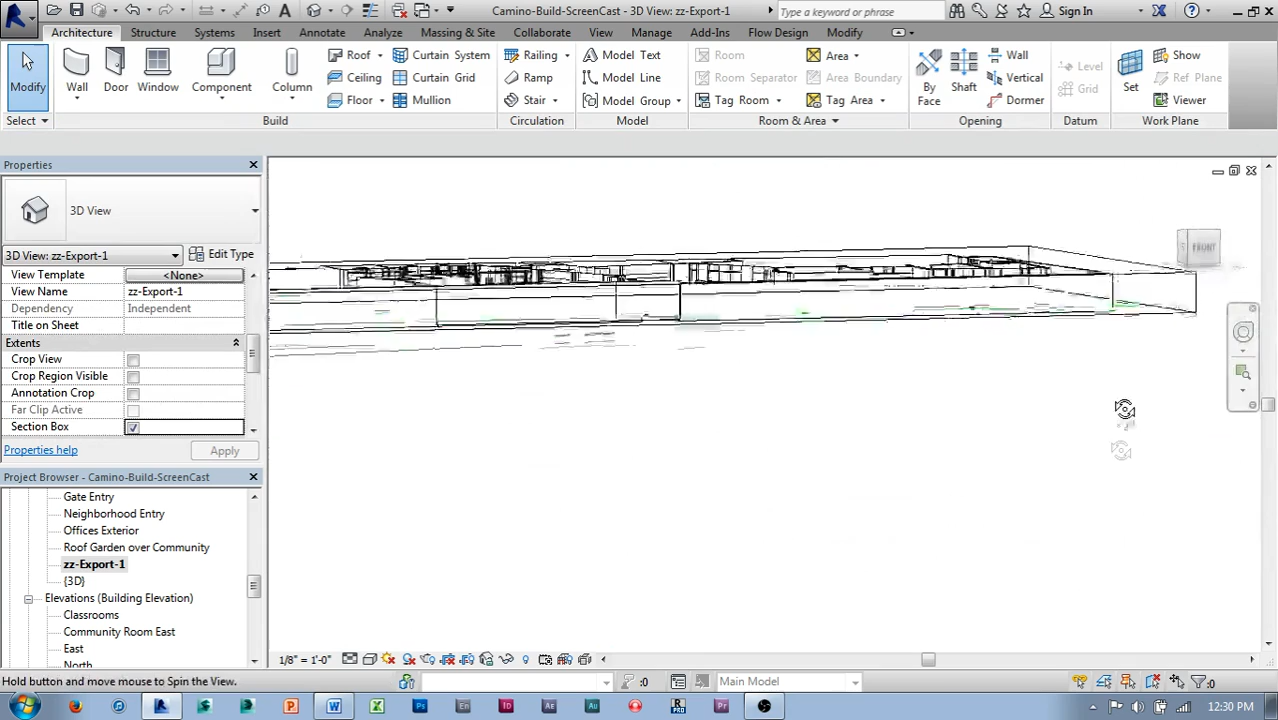 Camino-Build-ScreenCast - 3D View: zz-Export-1
Type a keyword or phrase
Sign In
Architecture Structure Systems Insert Annotate Analyze Massing & Site Collaborate View Manage Add-Ins Flow Design Modify
Modify
Wall
Door
Window
Component
Column
Roof
Ceiling
Floor
Curtain System
Curtain Grid
Mullion
Railing
Ramp
Stair
Model Text
Model Line
Model Group
Room
Room Separator
Tag Room
Area
Area Boundary
Tag Area
By
Face
Shaft
Wall
Vertical
Dormer
Level
Grid
Set
Show
Ref Plane
Viewer
Select
Build
Circulation
Model
Room & Area
Opening
Datum
Work Plane
Properties
3D View
3D View: zz-Export-1
Edit Type
View Template <None>
View Name zz-Export-1
Dependency Independent
Title on Sheet
Extents
Crop View
Crop Region Visible
Annotation Crop
Far Clip Active
Section Box
Properties help
Apply
Project Browser - Camino-Build-ScreenCast
Gate Entry
Neighborhood Entry
Offices Exterior
Roof Garden over Community
zz-Export-1
{3D}
Elevations (Building Elevation)
Classrooms
Community Room East
East
North
FRONT
1/8" = 1'-0"
Hold button and move mouse to Spin the View.
:0
Main Model
:0
12:30 PM